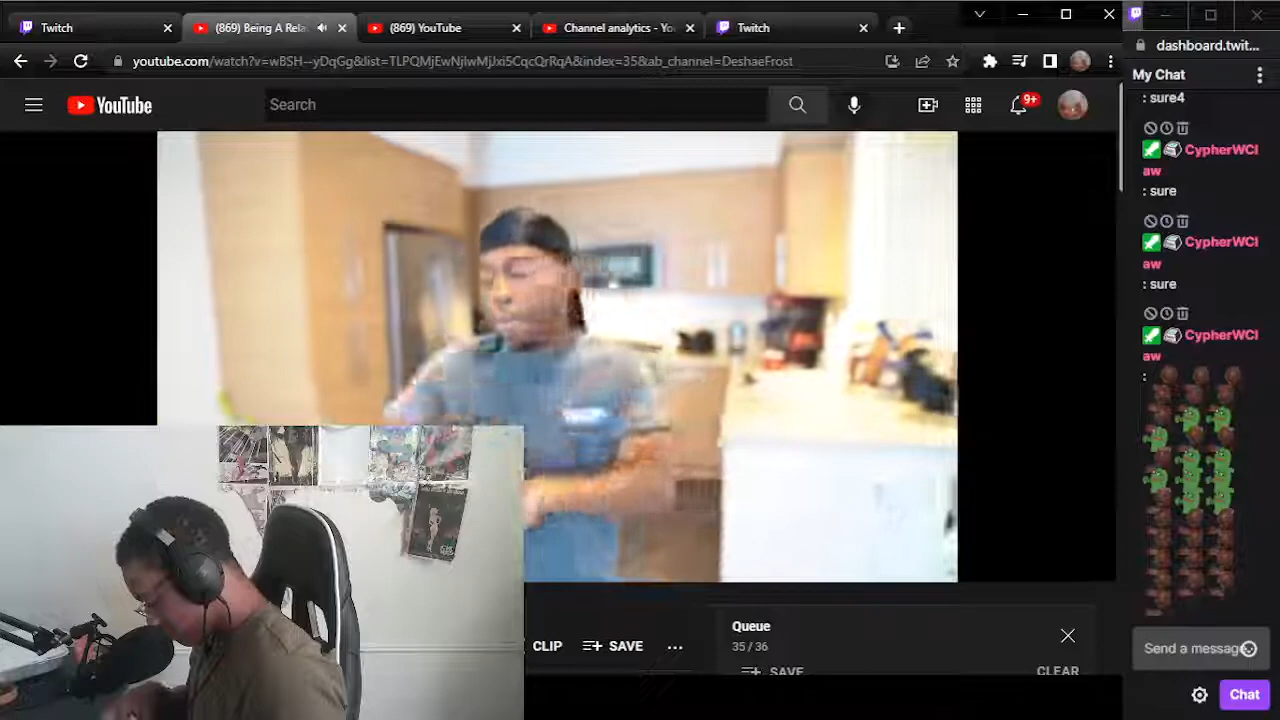 Twitch
(869) Being A Rela
(869) YouTube
Channel analytics - Yo
Twitch
youtube.com/watch?v=wBSH--yDqGg&list=TLPQMjEwNjIwMjJxi5CqcQrRqA&index=35&ab_channel=DeshaeFrost
YouTube
Search
9+
CLIP
SAVE
...
Queue
35 / 36
SAVE
CLEAR
dashboard.twit...
My Chat
: sure4
CypherWCl
aw
: sure
CypherWCl
aw
: sure
CypherWCl
aw
:
Send a messag
Chat